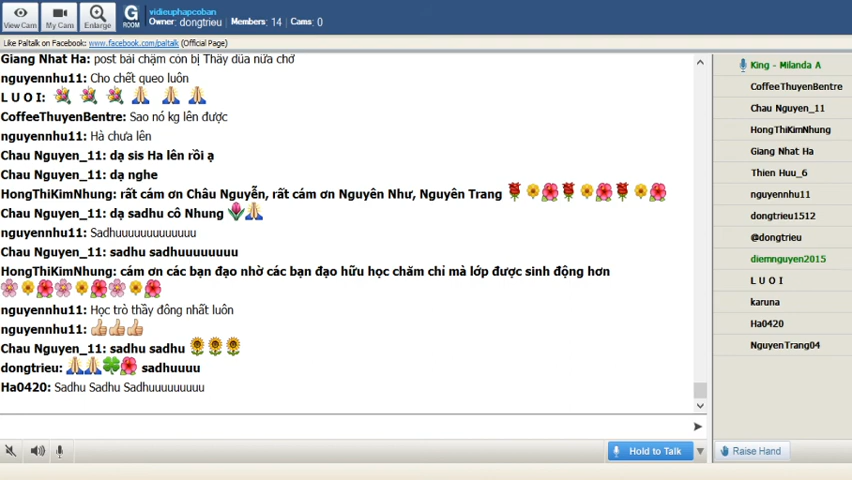 vidieuphapcoban
Owner: dongtrieu Members: 14 Cams: 0
View Cam My Cam Enlarge G ROOM
Like Paltalk on Facebook: www.facebook.com/paltalk (Official Page)
Giang Nhat Ha: post bài chậm còn bị Thầy dũa nữa chớ
nguyennhu11: Cho chết queo luôn
L U O I:
CoffeeThuyenBentre: Sao nó kg lên được
nguyennhu11: Hà chưa lên
Chau Nguyen_11: dạ sis Ha lên rồi ạ
Chau Nguyen_11: dạ nghe
HongThiKimNhung: rất cám ơn Châu Nguyễn, rất cám ơn Nguyên Như, Nguyên Trang
Chau Nguyen_11: dạ sadhu cô Nhung
nguyennhu11: Sadhuuuuuuuuuuuuu
Chau Nguyen_11: sadhu sadhuuuuuuuu
HongThiKimNhung: cám ơn các bạn đạo nhờ các bạn đạo hữu học chăm chỉ mà lớp được sinh động hơn
nguyennhu11: Học trò thầy đông nhất luôn
nguyennhu11:
Chau Nguyen_11: sadhu sadhu
dongtrieu: sadhuuuu
Ha0420: Sadhu Sadhu Sadhuuuuuuuuu
King - Milanda A
CoffeeThuyenBentre
Chau Nguyen_11
HongThiKimNhung
Giang Nhat Ha
Thien Huu_6
nguyennhu11
dongtrieu1512
@dongtrieu
diemnguyen2015
L U O I
karuna
Ha0420
NguyenTrang04
Hold to Talk
Raise Hand